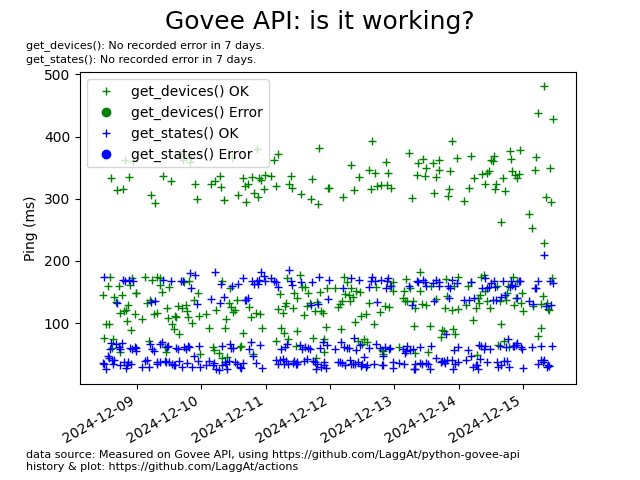 Govee API: is it working?
get_devices(): No recorded error in 7 days.
get_states(): No recorded error in 7 days.
500
400
300
200
100
Ping (ms)
get_devices() OK
get_devices() Error
get_states() OK
get_states() Error
2024-12-09
2024-12-10
2024-12-11
2024-12-12
2024-12-13
2024-12-14
2024-12-15
data source: Measured on Govee API, using https://github.com/LaggAt/python-govee-api
history & plot: https://github.com/LaggAt/actions